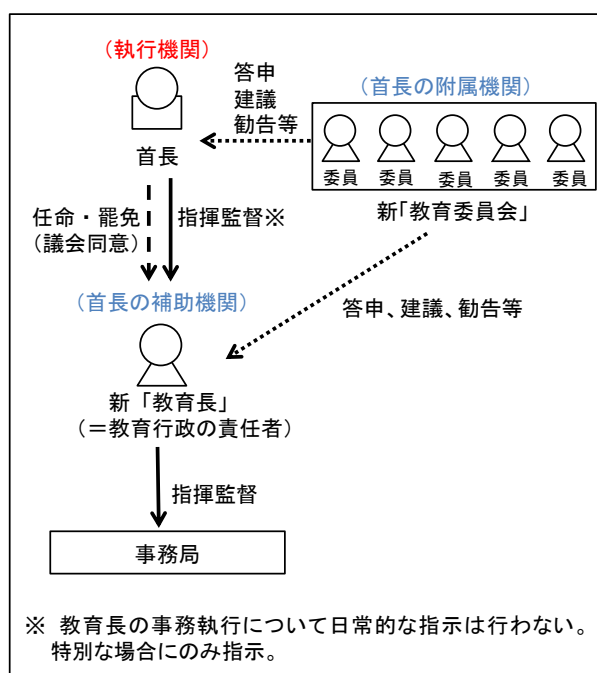 (執行機関)
首長
答申
建議
勧告等
(首長の附属機関)
委員 委員 委員 委員 委員
新「教育委員会」
任命・罷免
(議会同意)
指揮監督※
(首長の補助機関)
答申、建議、勧告等
新「教育長」
(＝教育行政の責任者)
指揮監督
事務局
※ 教育長の事務執行について日常的な指示は行わない。
特別な場合にのみ指示。